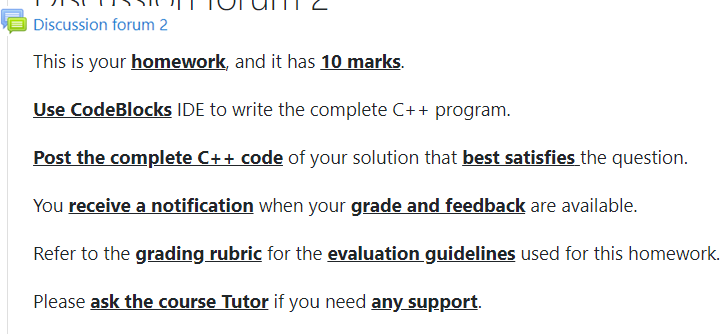 Discussion forum 2
Discussion forum 2
This is your homework, and it has 10 marks.
Use CodeBlocks IDE to write the complete C++ program.
Post the complete C++ code of your solution that best satisfies the question.
You receive a notification when your grade and feedback are available.
Refer to the grading rubric for the evaluation guidelines used for this homework.
Please ask the course Tutor if you need any support.